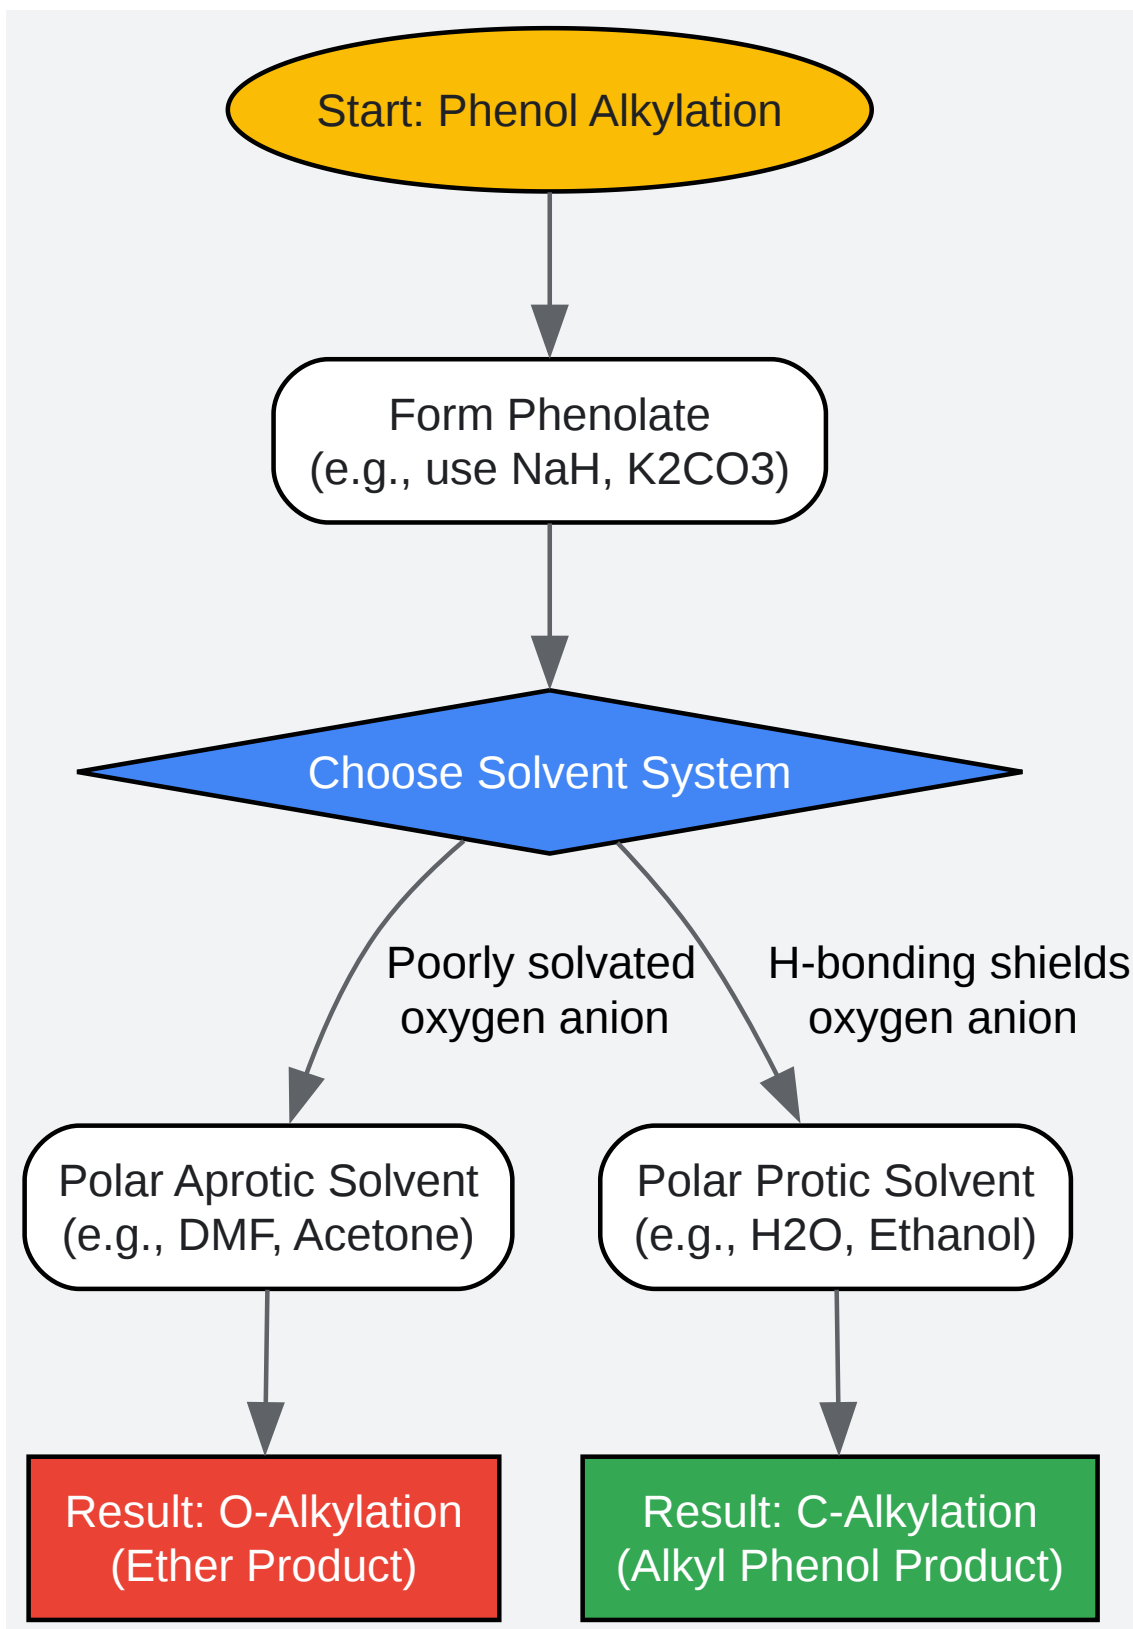 Start: Phenol Alkylation
Form Phenolate
(e.g., use NaH, K2CO3)
Choose Solvent System
Poorly solvated
oxygen anion
H-bonding shields
oxygen anion
Polar Aprotic Solvent
(e.g., DMF, Acetone)
Polar Protic Solvent
(e.g., H2O, Ethanol)
Result: O-Alkylation
(Ether Product)
Result: C-Alkylation
(Alkyl Phenol Product)